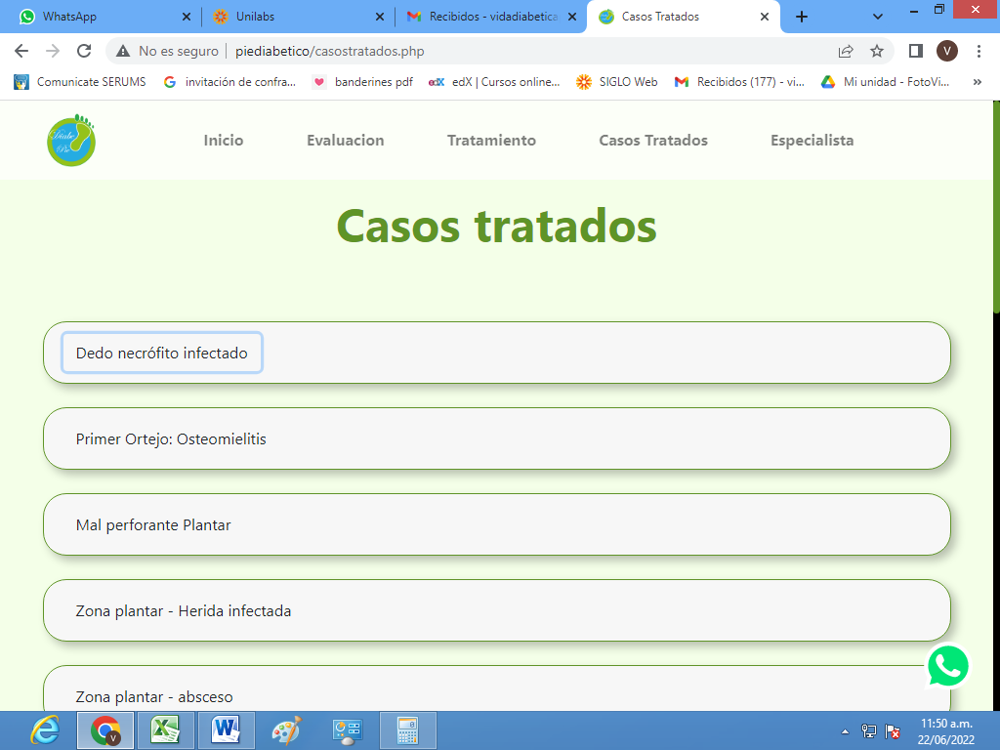 WhatsApp
Unilabs
Recibidos - vidadiabetica
Casos Tratados
No es seguro
piediabetico/casostratados.php
V
Comunicate SERUMS
invitación de confra...
banderines pdf
edX | Cursos online...
SIGLO Web
Recibidos (177) - vi...
Mi unidad - FotoVi...
Diabe Pie
Inicio
Evaluacion
Tratamiento
Casos Tratados
Especialista
Casos tratados
Dedo necrófito infectado
Primer Ortejo: Osteomielitis
Mal perforante Plantar
Zona plantar - Herida infectada
Zona plantar - absceso
11:50 a.m.
22/06/2022